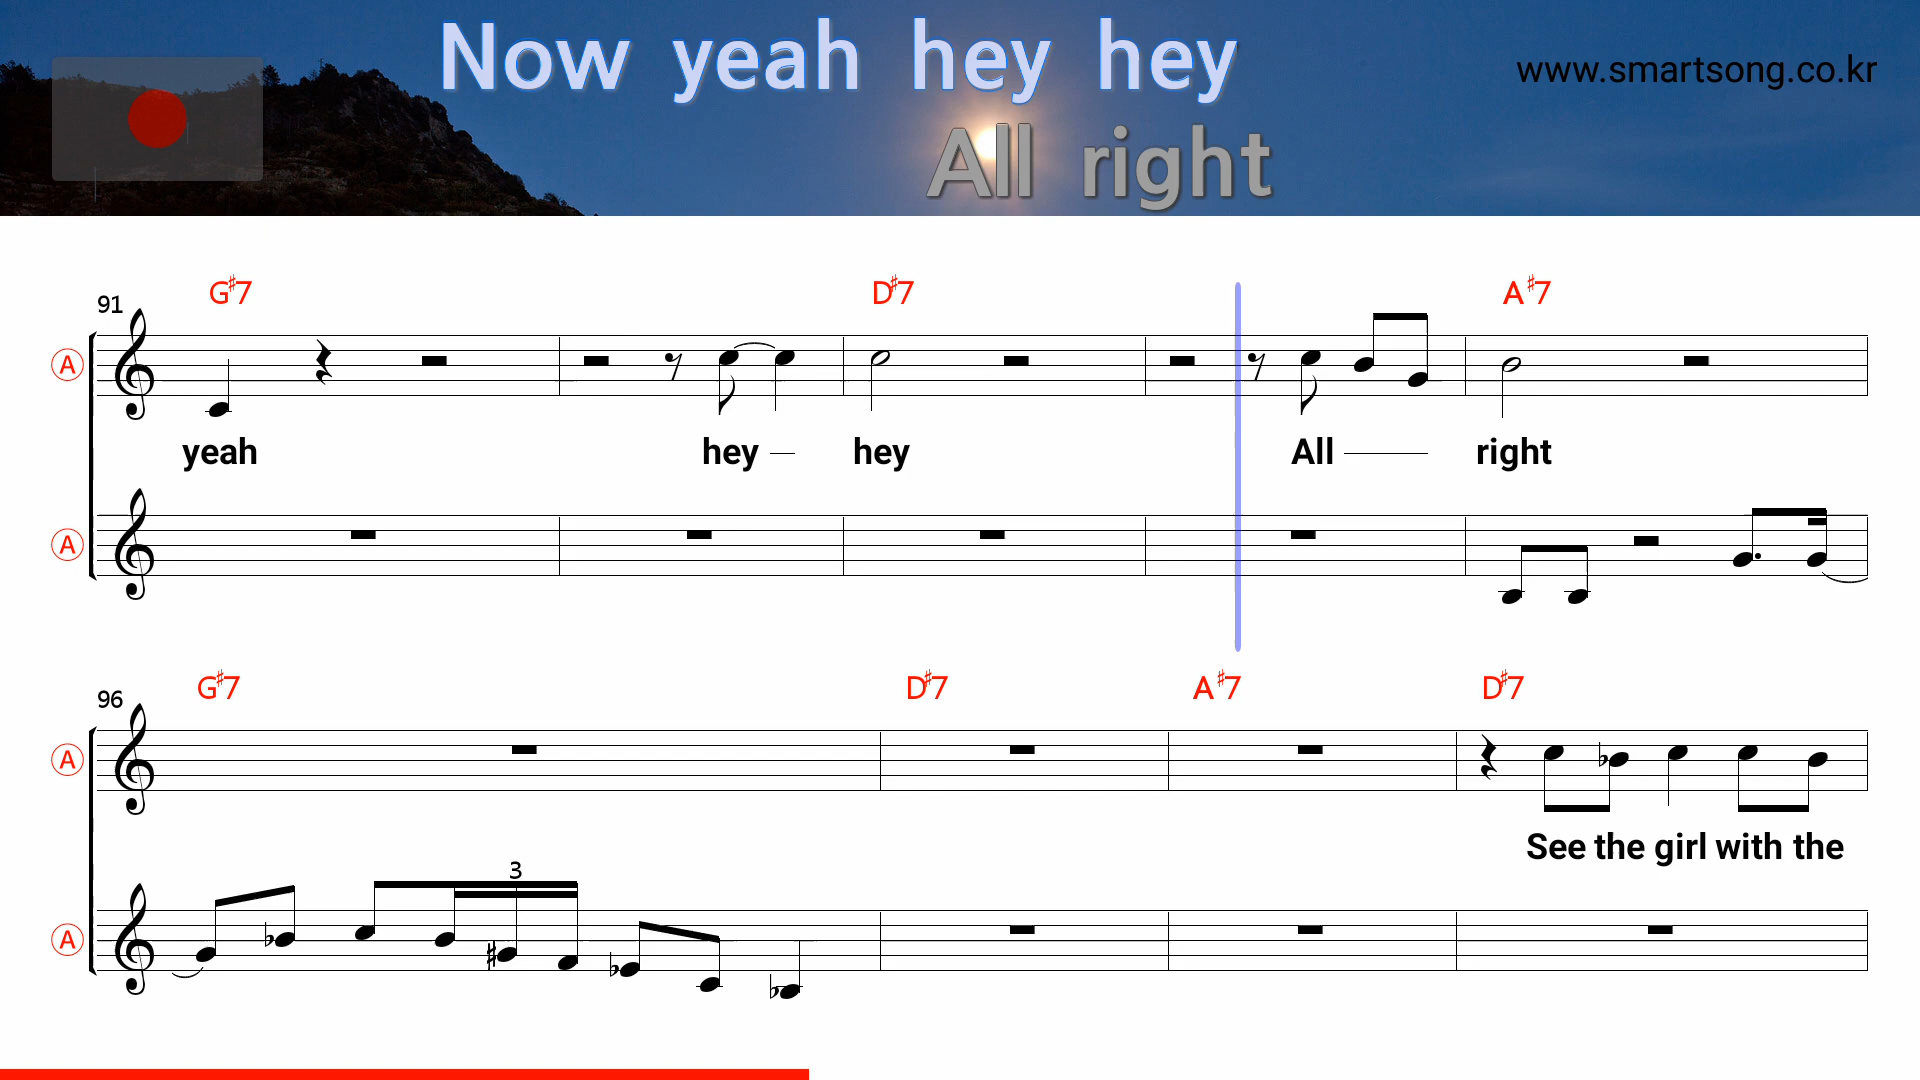 Now yeah hey hey
www.smartsong.co.kr
All right
91
G♯7 D♯7 A♯7
A
yeah hey hey All right
A
96
G♯7 D♯7 A♯7 D♯7
A
See the girl with the
3
A